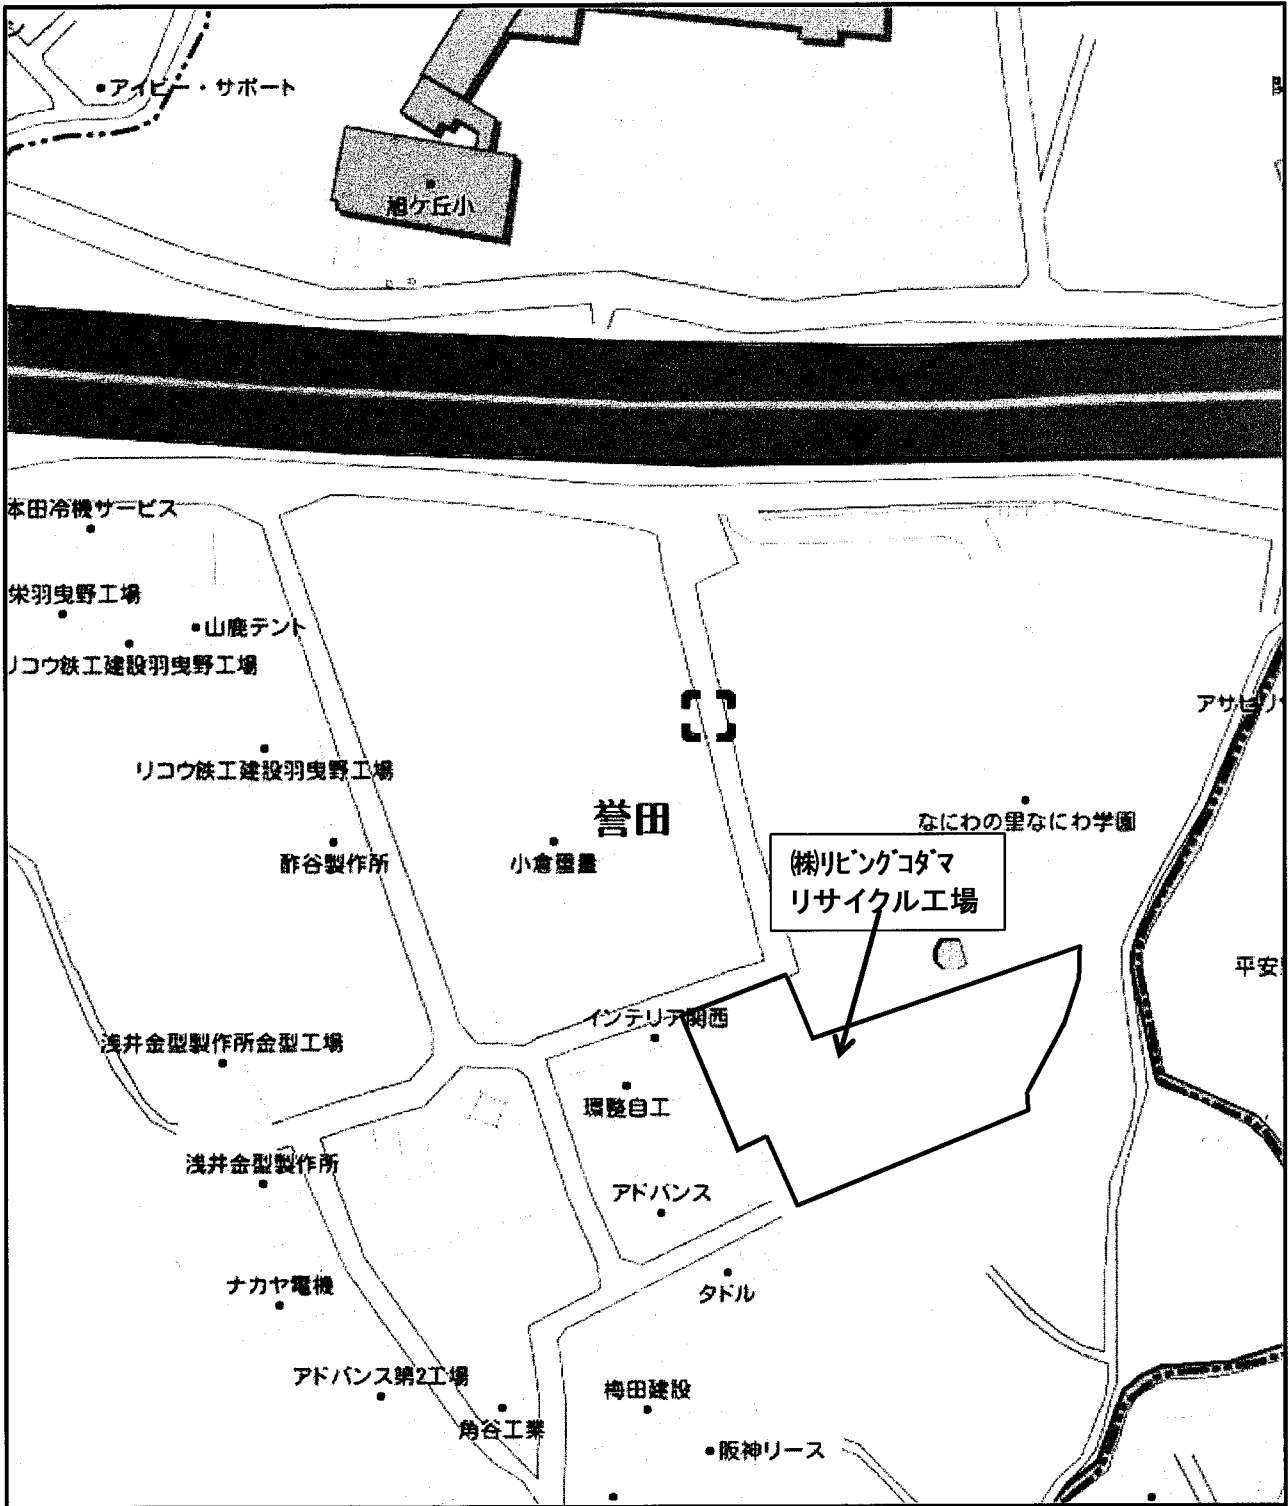 アイビー・サポート
旭ケ丘小
本田冷機サービス
栄羽曳野工場
山鹿テント
リコウ鉄工建設羽曳野工場
アサヒリサ
リコウ鉄工建設羽曳野工場
誉田
なにわの里なにわ学園
酢谷製作所
小倉重量
㈱リビングコダマ
リサイクル工場
平安
インテリア関西
浅井金型製作所金型工場
環整自工
浅井金型製作所
アドバンス
ナカヤ電機
タドル
アドバンス第2工場
梅田建設
角谷工業
阪神リース